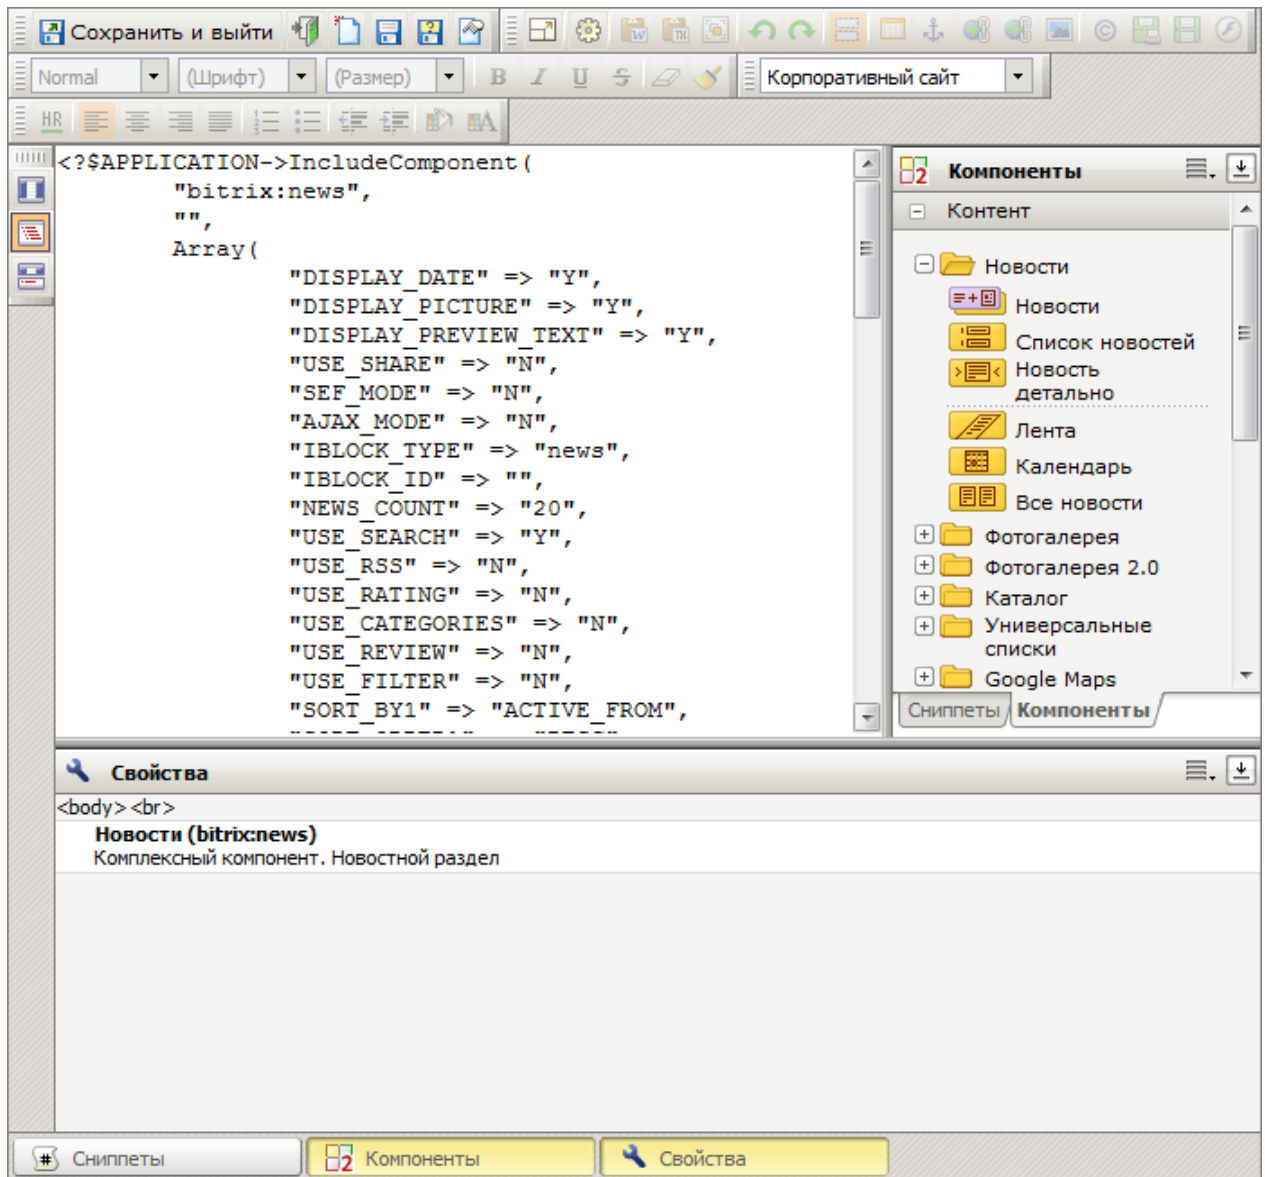 Сохранить и выйти
Normal (Шрифт) (Размер) B I U S Корпоративный сайт
HR
<?$APPLICATION->IncludeComponent(
"bitrix:news",
"",
Array(
"DISPLAY_DATE" => "Y",
"DISPLAY_PICTURE" => "Y",
"DISPLAY_PREVIEW_TEXT" => "Y",
"USE_SHARE" => "N",
"SEF_MODE" => "N",
"AJAX_MODE" => "N",
"IBLOCK_TYPE" => "news",
"IBLOCK_ID" => "",
"NEWS_COUNT" => "20",
"USE_SEARCH" => "Y",
"USE_RSS" => "N",
"USE_RATING" => "N",
"USE_CATEGORIES" => "N",
"USE_REVIEW" => "N",
"USE_FILTER" => "N",
"SORT_BY1" => "ACTIVE_FROM",
Компоненты
Контент
Новости
Новости
Список новостей
Новость
детально
Лента
Календарь
Все новости
Фотогалерея
Фотогалерея 2.0
Каталог
Универсальные
списки
Google Maps
Сниппеты Компоненты
Свойства
<body><br>
Новости (bitrix:news)
Комплексный компонент. Новостной раздел
Сниппеты Компоненты Свойства